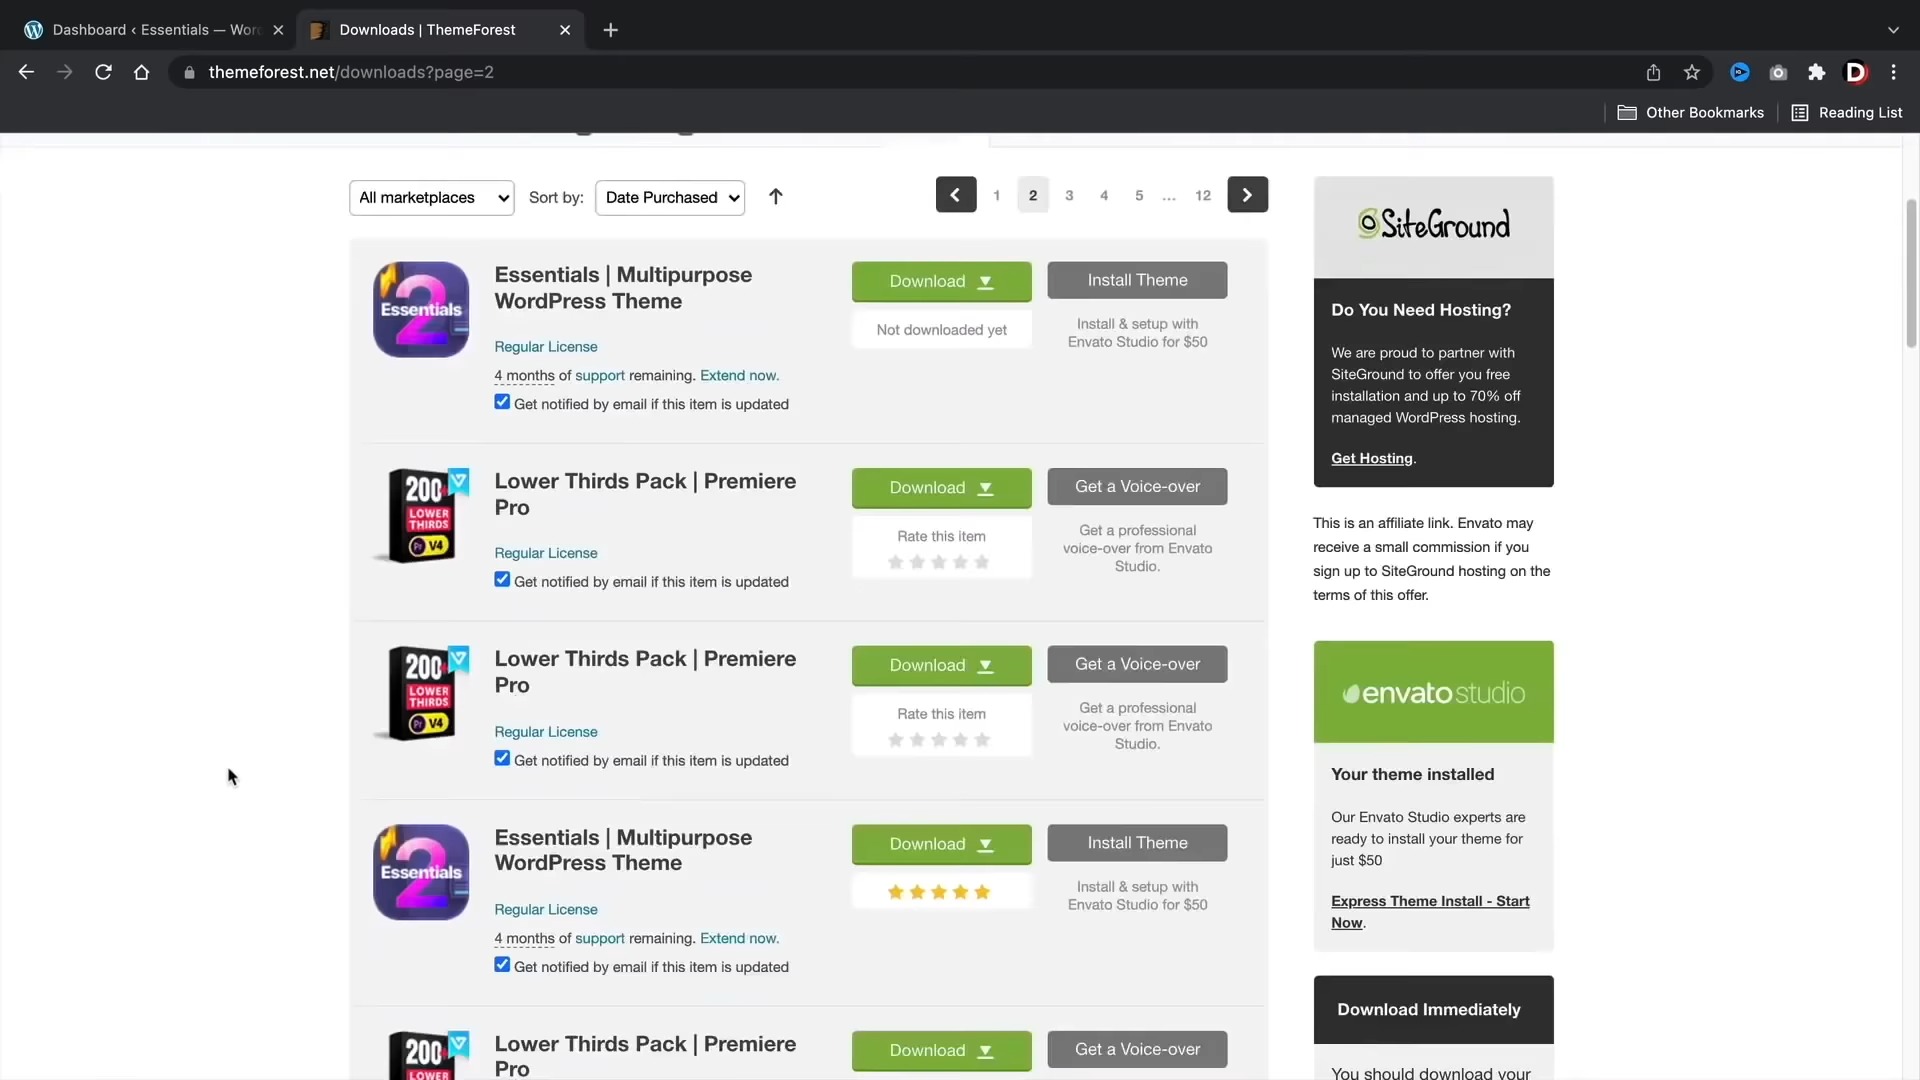 Dashboard ‹ Essentials — Wor
Downloads | ThemeForest
themeforest.net/downloads?page=2
Other Bookmarks
Reading List
All marketplaces
Sort by:
Date Purchased
1 2 3 4 5 ... 12
Essentials | Multipurpose
WordPress Theme
Regular License
4 months of support remaining. Extend now.
Get notified by email if this item is updated
Download
Not downloaded yet
Install Theme
Install & setup with
Envato Studio for $50
2
Essentials
Lower Thirds Pack | Premiere
Pro
Regular License
Get notified by email if this item is updated
Download
Rate this item
Get a Voice-over
Get a professional
voice-over from Envato
Studio.
200+
LOWER
THIRDS
Pr V4
Lower Thirds Pack | Premiere
Pro
Regular License
Get notified by email if this item is updated
Download
Rate this item
Get a Voice-over
Get a professional
voice-over from Envato
Studio.
200+
LOWER
THIRDS
Pr V4
Essentials | Multipurpose
WordPress Theme
Regular License
4 months of support remaining. Extend now.
Get notified by email if this item is updated
Download
Install Theme
Install & setup with
Envato Studio for $50
2
Essentials
Lower Thirds Pack | Premiere
Pro
Download
Get a Voice-over
200+
LOWER
SiteGround
Do You Need Hosting?
We are proud to partner with
SiteGround to offer you free
installation and up to 70% off
managed WordPress hosting.
Get Hosting.
This is an affiliate link. Envato may
receive a small commission if you
sign up to SiteGround hosting on the
terms of this offer.
envato studio
Your theme installed
Our Envato Studio experts are
ready to install your theme for
just $50
Express Theme Install - Start
Now.
Download Immediately
You should download your